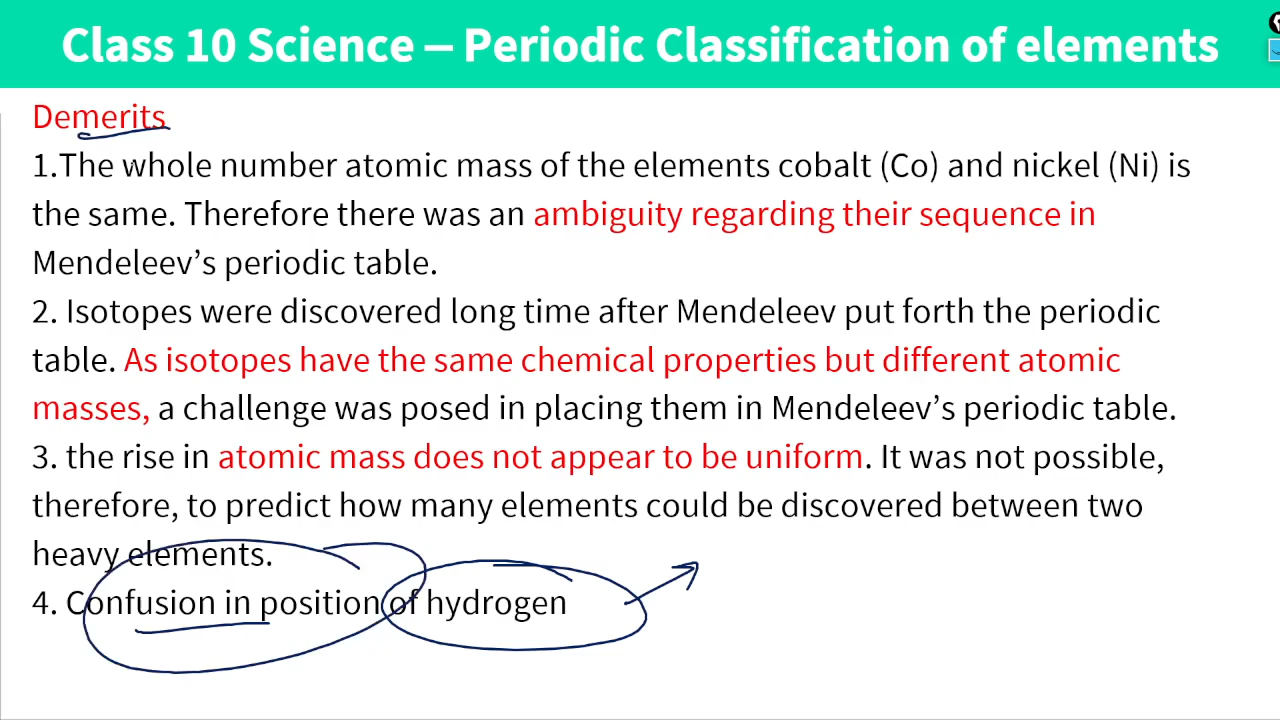 Class 10 Science – Periodic Classification of elements
Demerits
1.The whole number atomic mass of the elements cobalt (Co) and nickel (Ni) is
the same. Therefore there was an ambiguity regarding their sequence in
Mendeleev’s periodic table.
2. Isotopes were discovered long time after Mendeleev put forth the periodic
table. As isotopes have the same chemical properties but different atomic
masses, a challenge was posed in placing them in Mendeleev’s periodic table.
3. the rise in atomic mass does not appear to be uniform. It was not possible,
therefore, to predict how many elements could be discovered between two
heavy elements.
4. Confusion in position of hydrogen